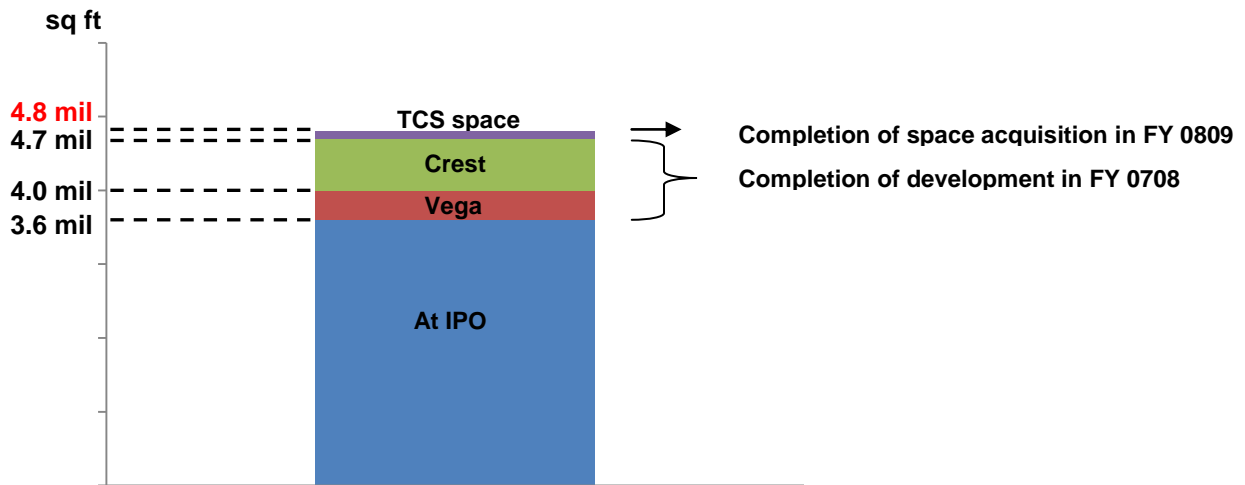 sq ft
4.8 mil
4.7 mil
4.0 mil
3.6 mil
TCS space
Crest
Vega
At IPO
Completion of space acquisition in FY 0809
Completion of development in FY 0708